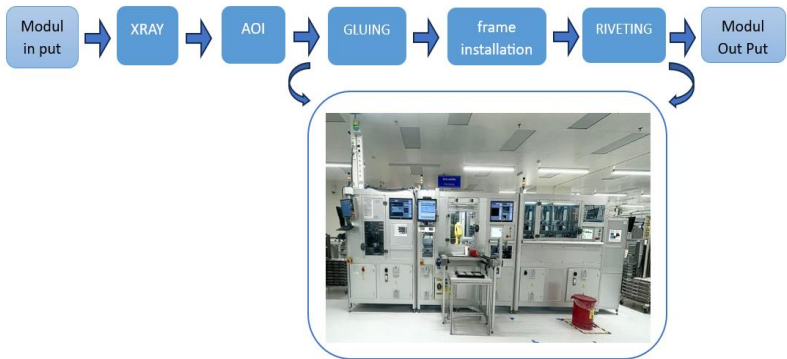 Modul
in put
XRAY
AOI
GLUING
frame
installation
RIVETING
Modul
Out Put